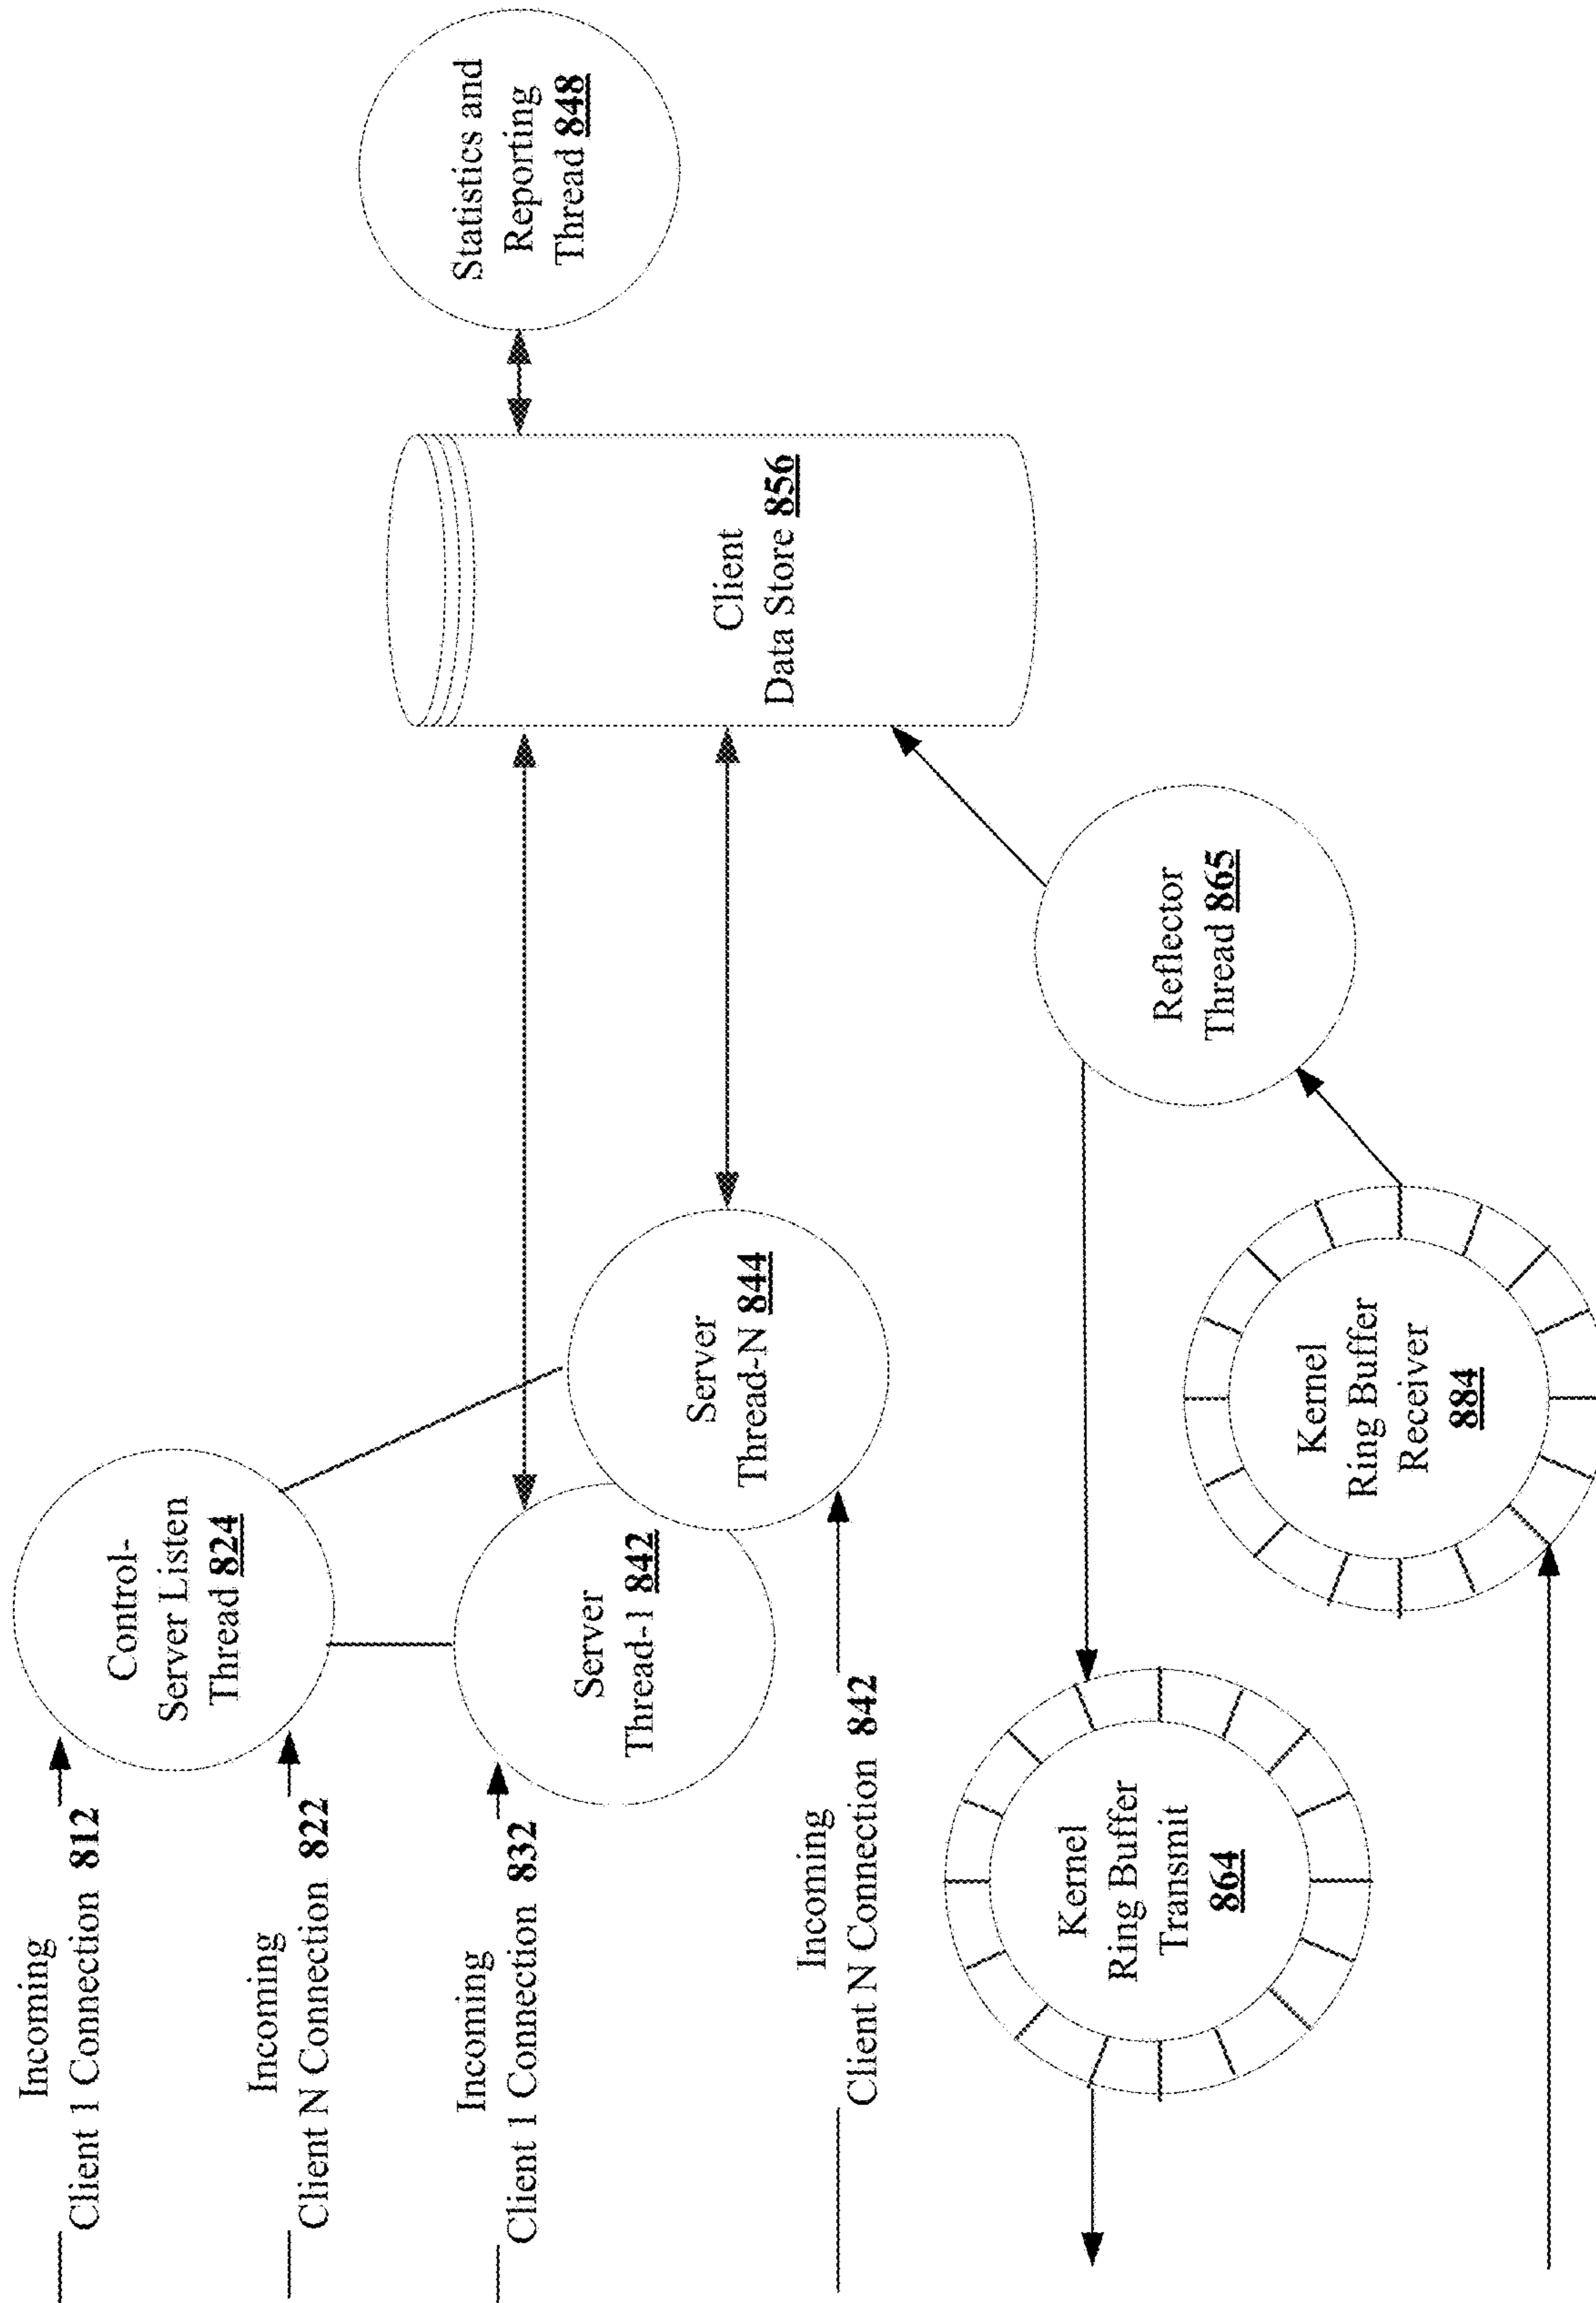 Incoming
Client 1 Connection 812
Control-
Server Listen
Thread 824
Incoming
Client N Connection 822
Incoming
Client 1 Connection 832
Server
Thread-1 842
Server
Thread-N 844
Incoming
Client N Connection 842
Client
Data Store 856
Statistics and
Reporting
Thread 848
Kernel
Ring Buffer
Transmit
864
Reflector
Thread 865
Kernel
Ring Buffer
Receiver
884